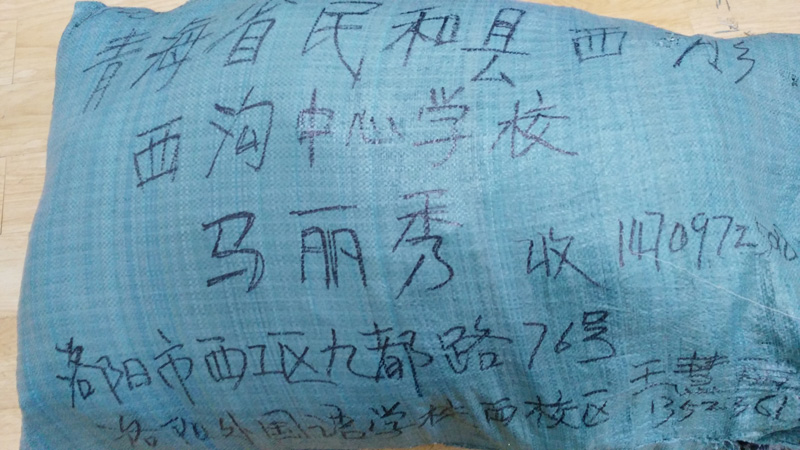 青海省民和县西
西沟中心学校
马丽秀 收
洛阳市西工区九都路76号 王慧
洛阳外国语学校西校区